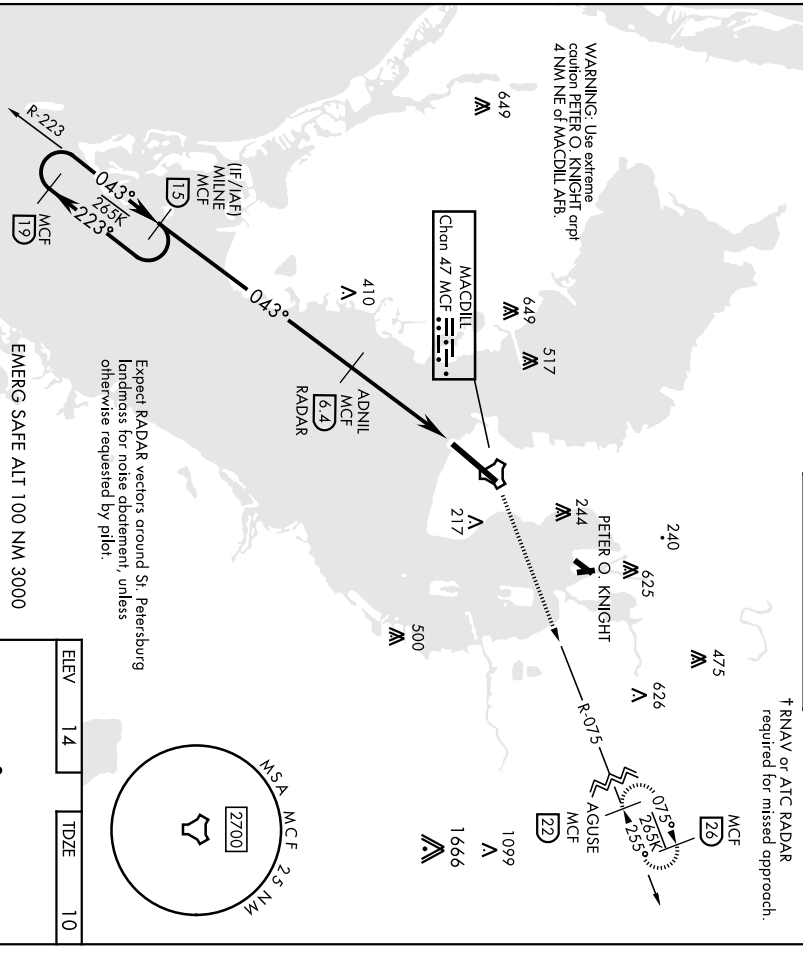 WARNING: Use extreme
caution PETER O. KNIGHT arpt
4 NM NE of MACDILL AFB.
† RNAV or ATC RADAR
required for missed approach.
649
649
517
410
MACDILL
Chan 47 MCF
R-223
043°
265K
223°
MCF
19
(IF/IAF)
MILNE
MCF
15
043°
ADNIL
MCF
6.4
RADAR
217
244
PETER O. KNIGHT
240
625
475
626
500
R-075
AGUSE
MCF
22
075°
265K
255°
MCF
26
1099
1666
Expect RADAR vectors around St. Petersburg
landmass for noise abatement, unless
otherwise requested by pilot.
EMERG SAFE ALT 100 NM 3000
MSA MCF 25 NM
2700
ELEV 14
TDZE 10